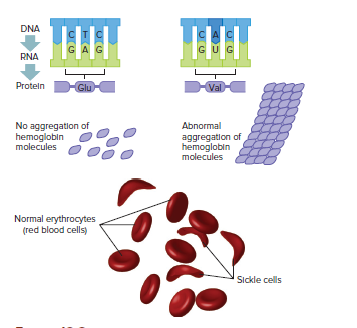 DNA
C T C
C A C
G A G
G U G
RNA
Protein
Glu
Val
No aggregation of
hemoglobin
molecules
Abnormal
aggregation of
hemoglobin
molecules
Normal erythrocytes
(red blood cells)
Sickle cells